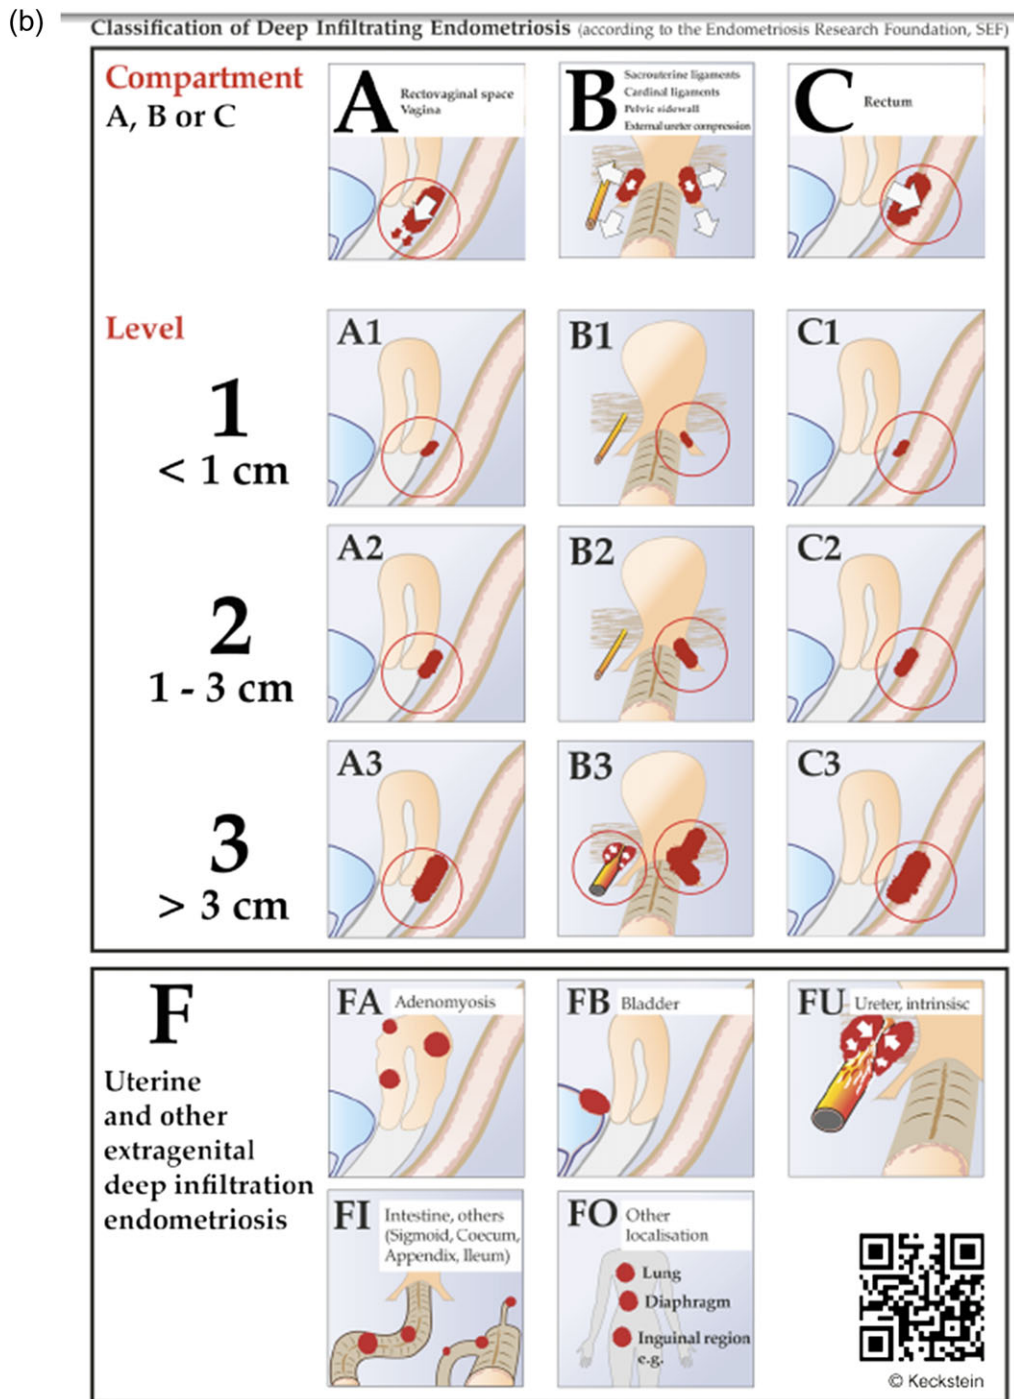 (b)
Classification of Deep Infiltrating Endometriosis (according to the Endometriosis Research Foundation, SEF)
Compartment
A, B or C
A
Rectovaginal space
Vagina
B
Sacrouterine ligaments
Cardinal ligaments
Pelvic sidewall
External ureter compression
C
Rectum
Level
1
< 1 cm
A1
B1
C1
2
1 - 3 cm
A2
B2
C2
3
> 3 cm
A3
B3
C3
F
Uterine
and other
extragenital
deep infiltration
endometriosis
FA Adenomyosis
FB Bladder
FU Ureter, intrinsisc
FI Intestine, others
(Sigmoid, Coecum,
Appendix, Ileum)
FO Other
localisation
Lung
Diaphragm
Inguinal region
e.g.
© Keckstein